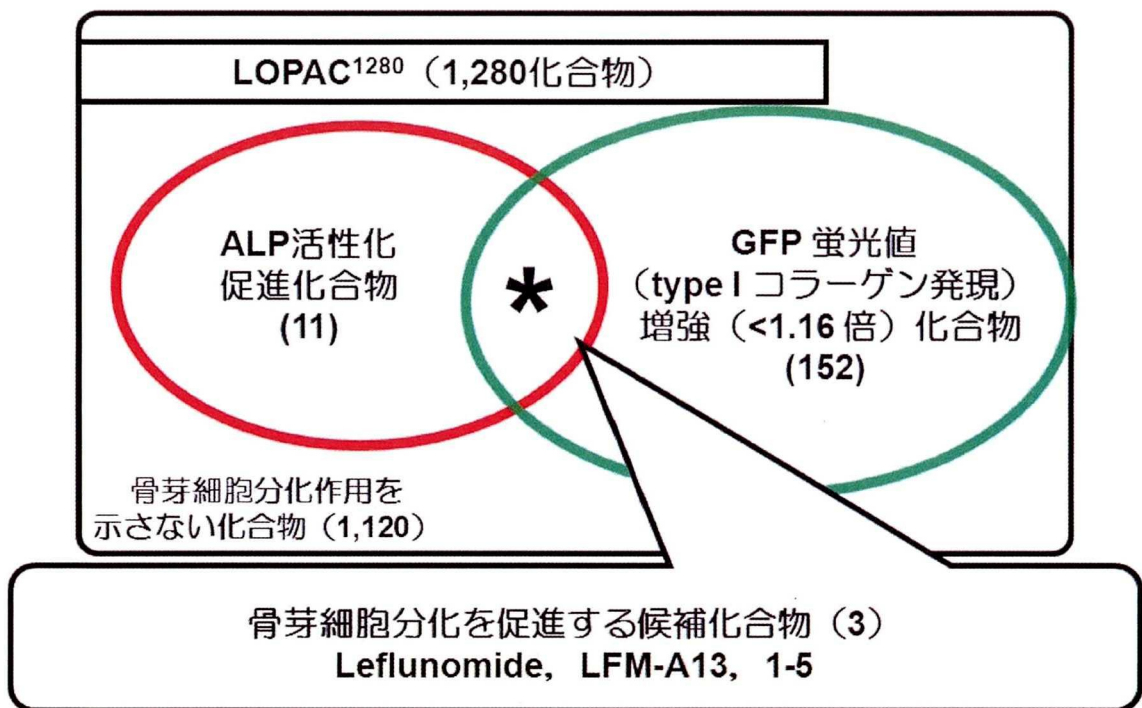 LOPAC¹²⁸⁰（1,280化合物）
ALP活性化
促進化合物
(11)
*
GFP 蛍光値
（type I コラーゲン発現）
増強（<1.16 倍）化合物
(152)
骨芽細胞分化作用を
示さない化合物（1,120）
骨芽細胞分化を促進する候補化合物（3）
Leflunomide, LFM-A13, 1-5